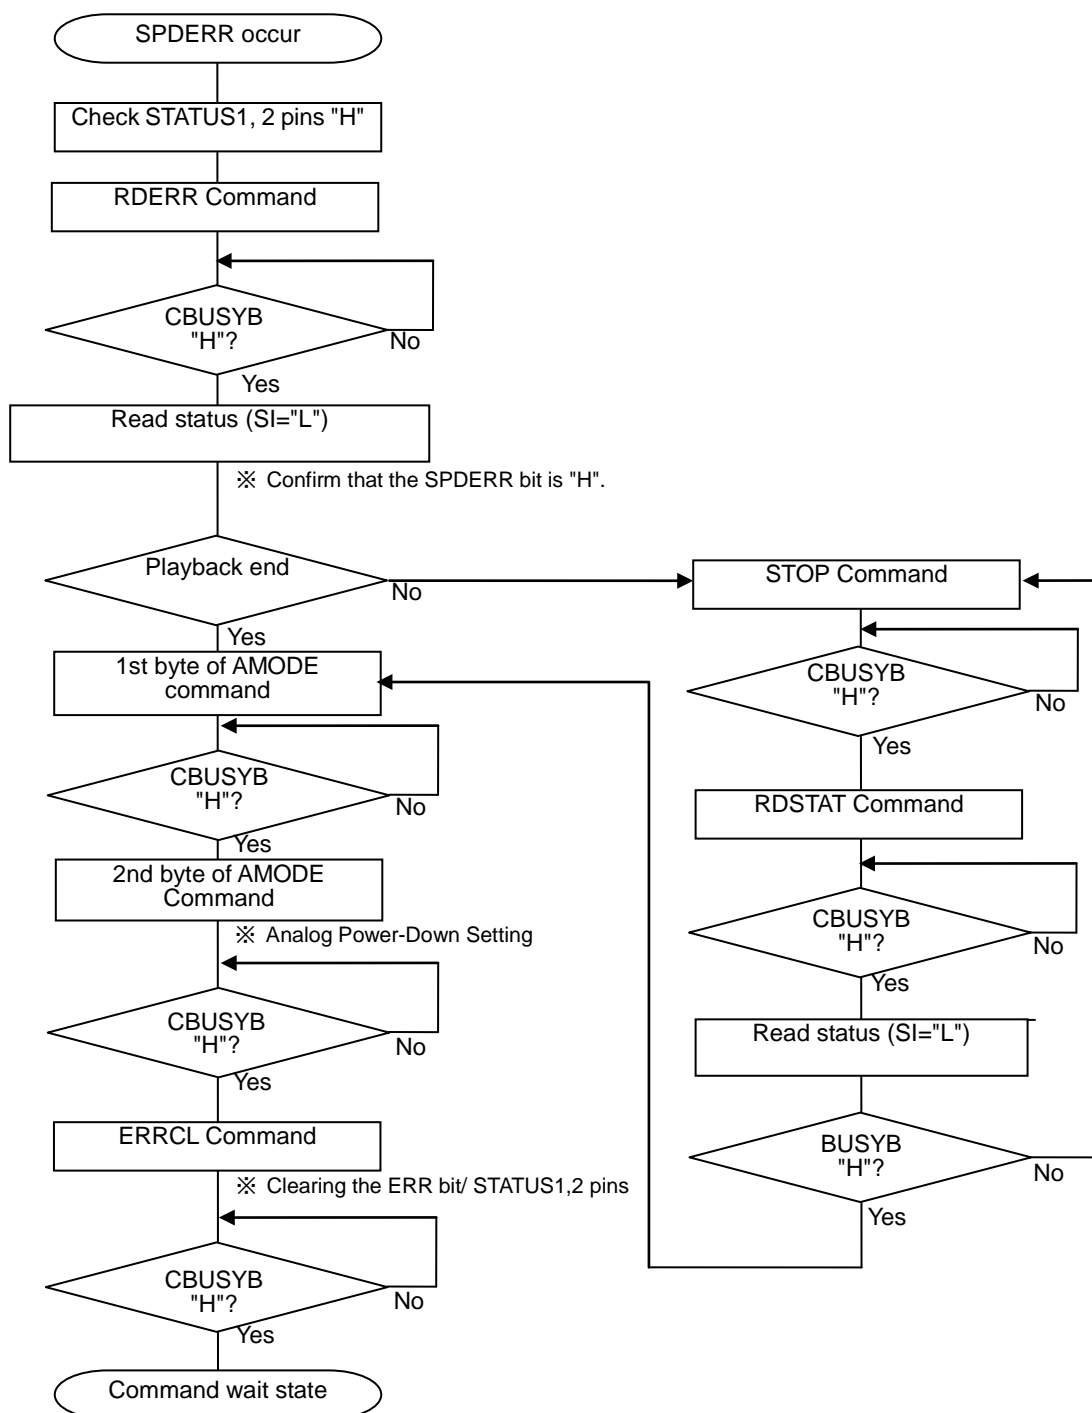 SPDERR occur
Check STATUS1, 2 pins "H"
RDERR Command
CBUSYB
"H"?
No
Yes
Read status (SI="L")
※ Confirm that the SPDERR bit is "H".
Playback end
No
Yes
1st byte of AMODE
command
CBUSYB
"H"?
No
Yes
2nd byte of AMODE
Command
※ Analog Power-Down Setting
CBUSYB
"H"?
No
Yes
ERRCL Command
※ Clearing the ERR bit/ STATUS1,2 pins
CBUSYB
"H"?
No
Yes
Command wait state
STOP Command
CBUSYB
"H"?
No
Yes
RDSTAT Command
CBUSYB
"H"?
No
Yes
Read status (SI="L")
BUSYB
"H"?
No
Yes